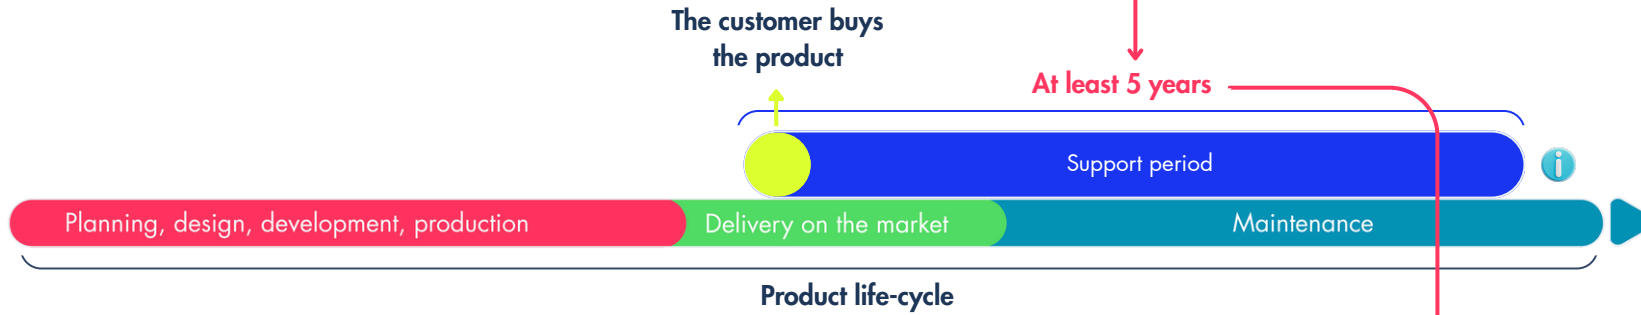 The customer buys
the product
At least 5 years
Support period
i
Planning, design, development, production
Delivery on the market
Maintenance
Product life-cycle